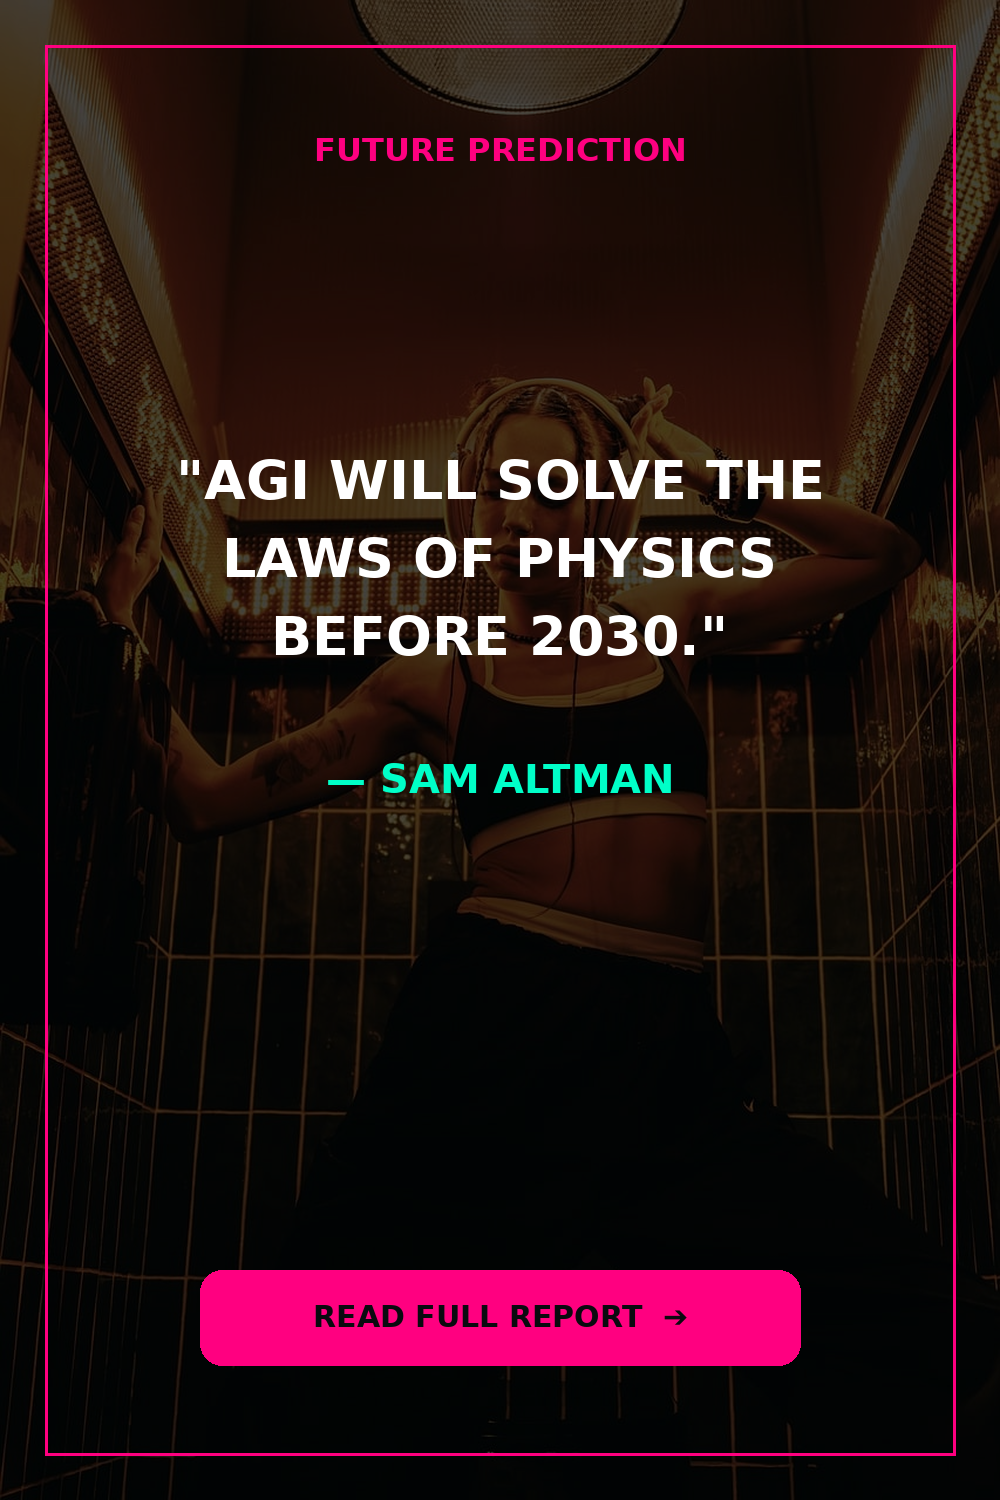 FUTURE PREDICTION
"AGI WILL SOLVE THE
LAWS OF PHYSICS
BEFORE 2030."
— SAM ALTMAN
READ FULL REPORT ➔